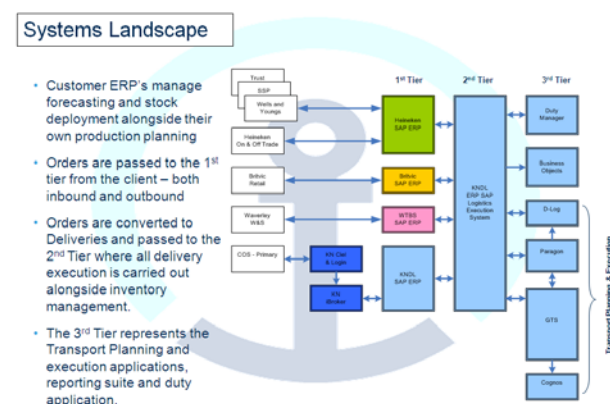 Systems Landscape
• Customer ERP's manage
forecasting and stock
deployment alongside their
own production planning
• Orders are passed to the 1st
tier from the client – both
inbound and outbound
• Orders are converted to
Deliveries and passed to the
2nd Tier where all delivery
execution is carried out
alongside inventory
management.
• The 3rd Tier represents the
Transport Planning and
execution applications,
reporting suite and duty
application.
1st Tier
2nd Tier
3rd Tier
Trust
SSP
Wells and
Youngs
Heineken
On & Off Trade
Britvic
Retail
Waverley
W&S
COS - Primary
KN
Heineken
SAP ERP
Britvic
SAP ERP
WTBS
SAP ERP
& Login
KN
KNDL
SAP ERP
KNDL
ERP SAP
Logistics
Execution
System
Duty
Manager
Business
Objects
D-Log
Paragon
GTS
Cognos
Transport Planning & Execution